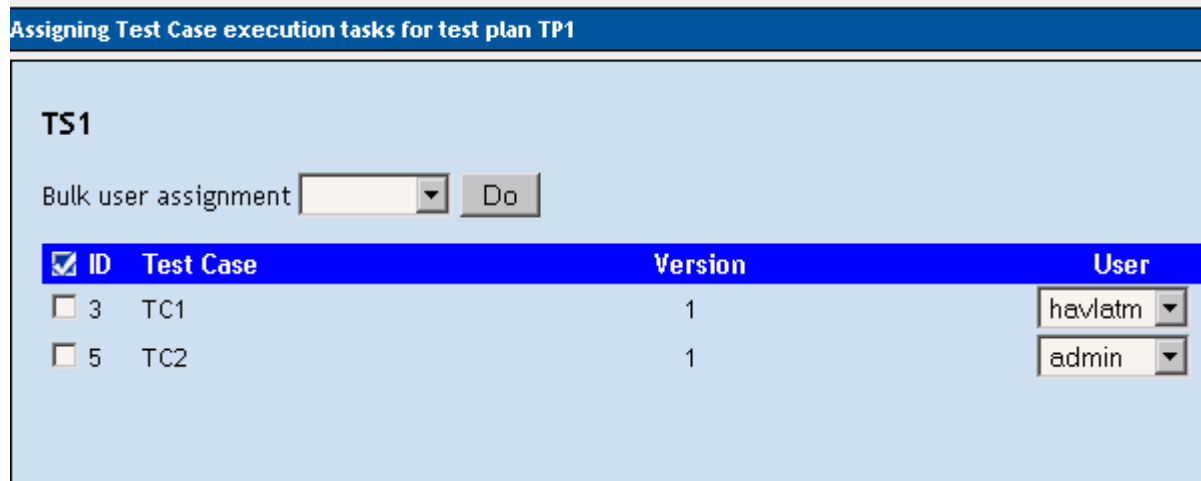 Assigning Test Case execution tasks for test plan TP1
TS1
Bulk user assignment Do
ID Test Case Version User
3 TC1 1 havlatm
5 TC2 1 admin